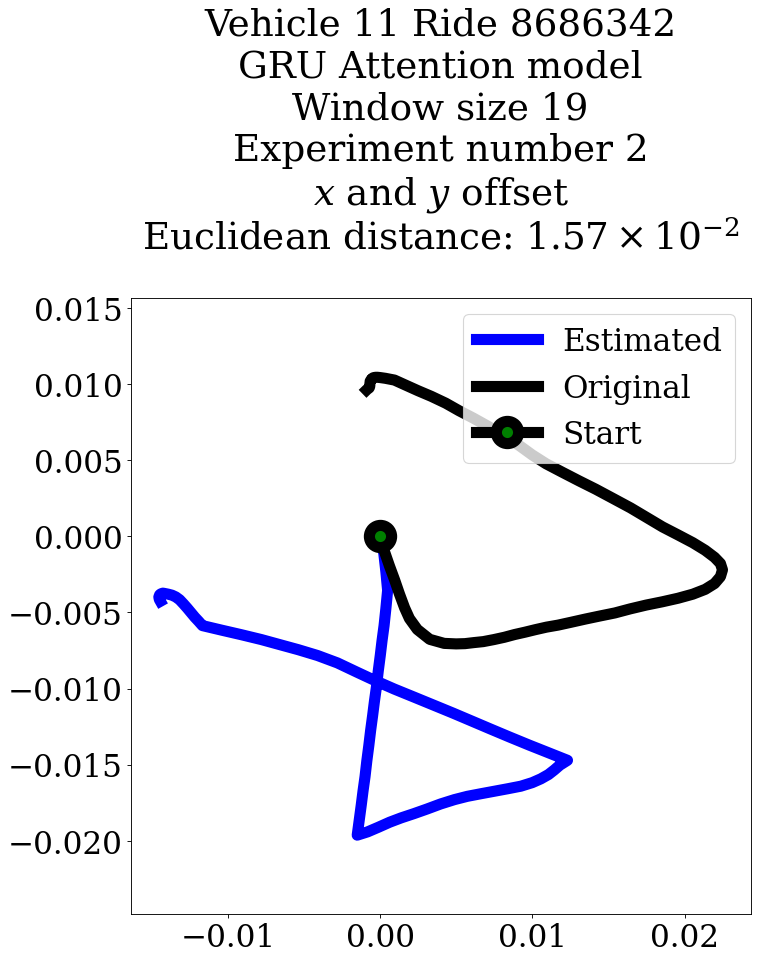 Vehicle 11 Ride 8686342
GRU Attention model
Window size 19
Experiment number 2
x and y offset
Euclidean distance: 1.57 × 10⁻²
Estimated
Original
Start
0.015
0.010
0.005
0.000
−0.005
−0.010
−0.015
−0.020
−0.01 0.00 0.01 0.02